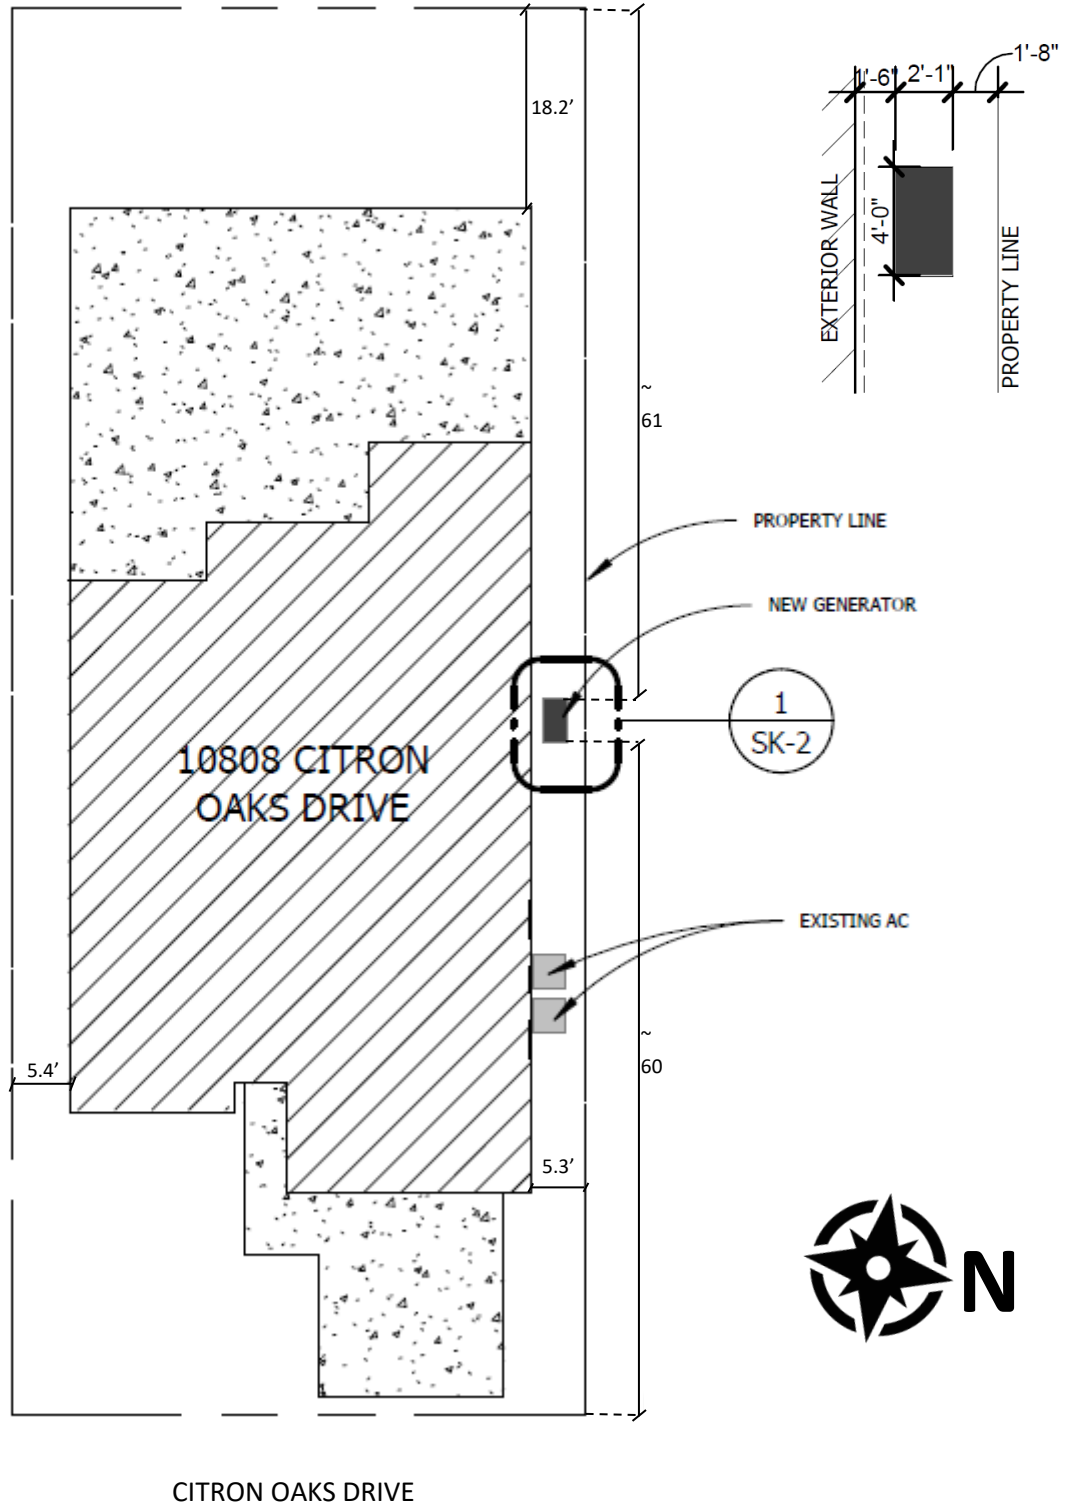 18.2’
1'-6"
2'-1"
1'-8"
EXTERIOR WALL
4'-0"
PROPERTY LINE
~
61
PROPERTY LINE
NEW GENERATOR
1
SK-2
10808 CITRON
OAKS DRIVE
EXISTING AC
~
60
5.4’
5.3’
N
CITRON OAKS DRIVE